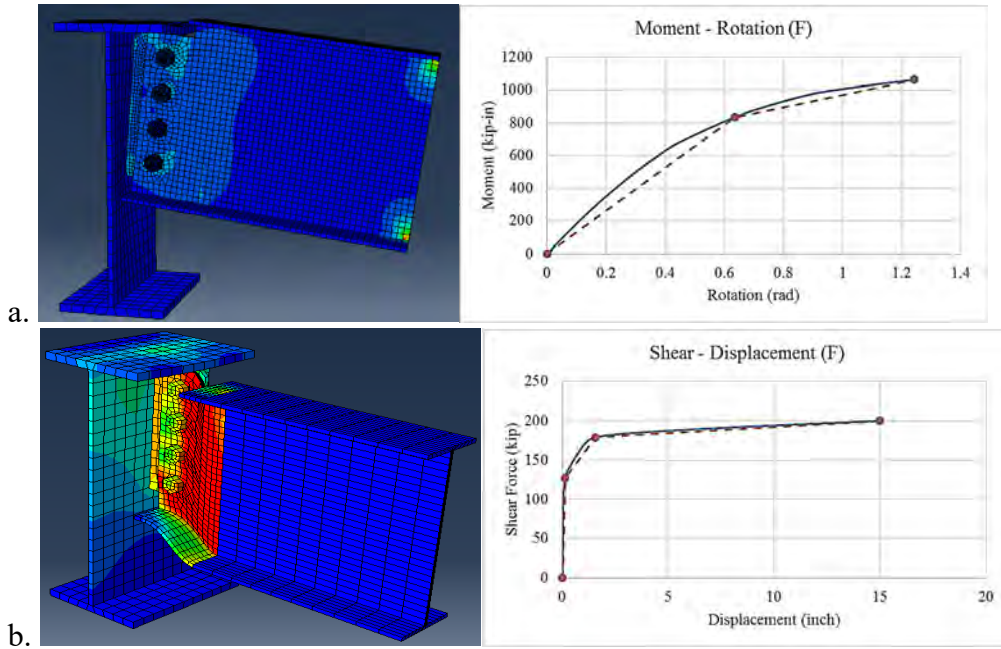 Moment - Rotation (F)
1200
1000
800
600
400
200
0
Moment (kip-in)
0 0.2 0.4 0.6 0.8 1 1.2 1.4
Rotation (rad)
a.
Shear - Displacement (F)
250
200
150
100
50
0
Shear Force (kip)
0 5 10 15 20
Displacement (inch)
b.